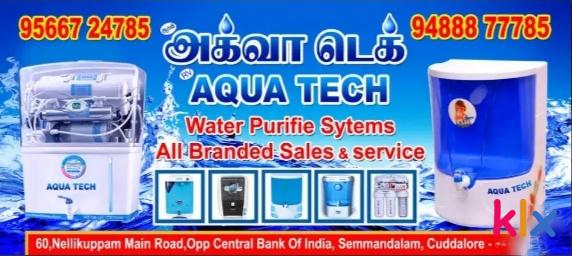 95667 24785
94888 77785
அக்வா டெக்
AQUA TECH
Water Purifie Sytems
All Branded Sales & service
AQUA TECH
AQUA TECH
klx
60,Nellikuppam Main Road,Opp Central Bank Of India, Semmandalam, Cuddalore -